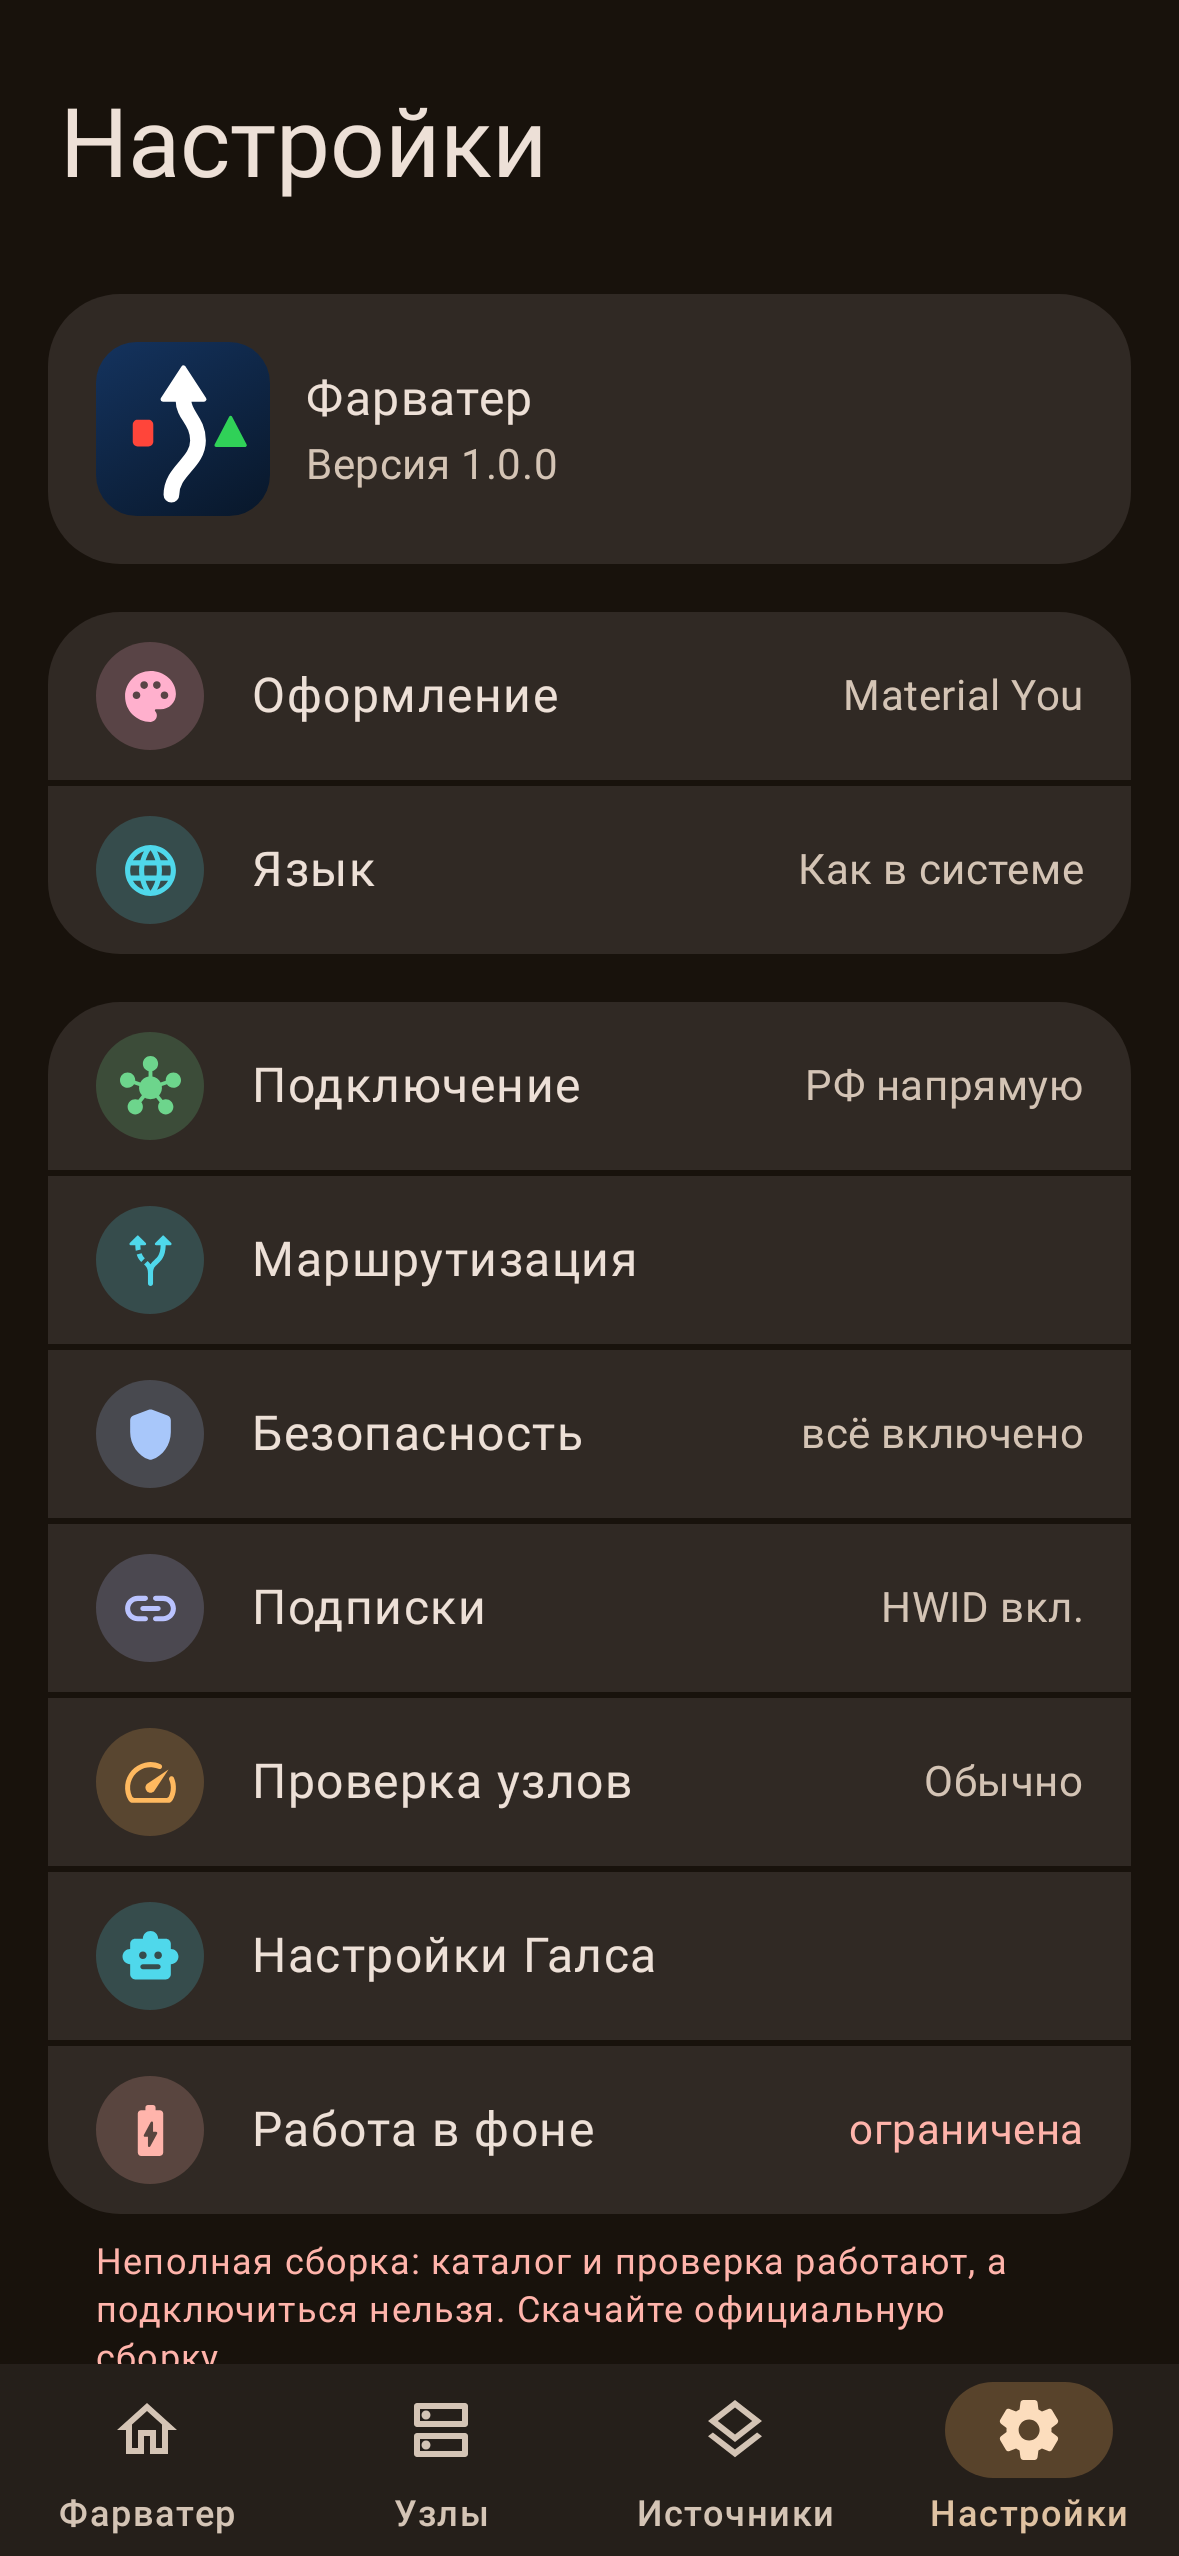 Настройки
Фарватер
Версия 1.0.0
Оформление
Material You
Язык
Как в системе
Подключение
РФ напрямую
Маршрутизация
Безопасность
всё включено
Подписки
HWID вкл.
Проверка узлов
Обычно
Настройки Галса
Работа в фоне
ограничена
Неполная сборка: каталог и проверка работают, а
подключиться нельзя. Скачайте официальную
сборку
Фарватер
Узлы
Источники
Настройки